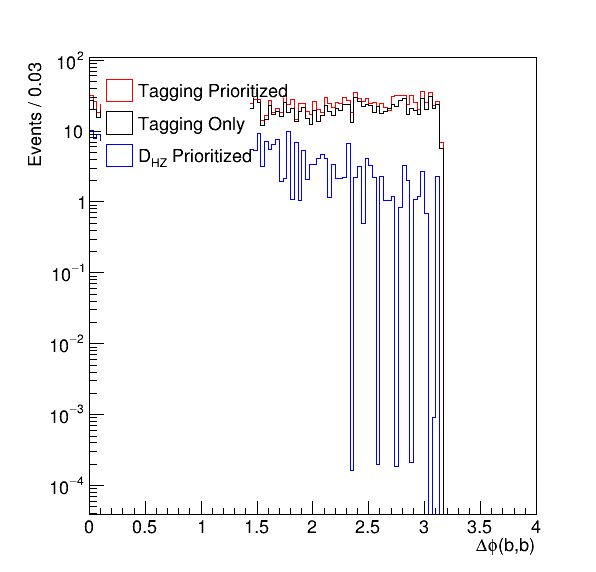 Events / 0.03
10²
10
1
10⁻¹
10⁻²
10⁻³
10⁻⁴
Tagging Prioritized
Tagging Only
D_HZ Prioritized
0 0.5 1 1.5 2 2.5 3 3.5 4
Δϕ(b,b)